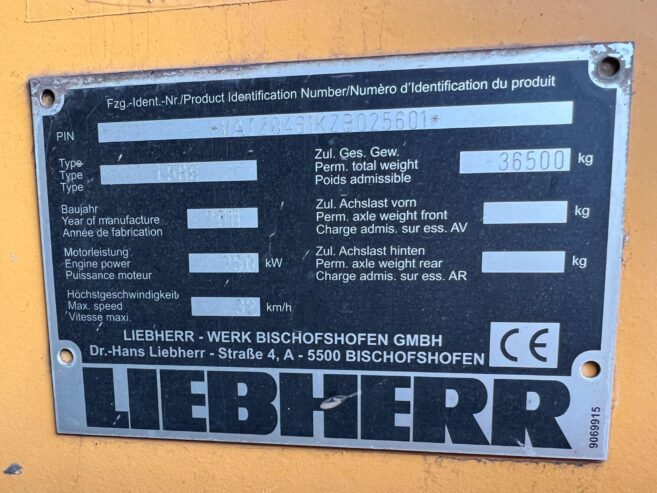 Fzg.-Ident.-Nr./Product Identification Number/Numèro d'Identification du produit
PIN
Type
Type
Type
Zul. Ges. Gew.
Perm. total weight
Poids admissible
36500 kg
Baujahr
Year of manufacture
Année de fabrication
Zul. Achslast vorn
Perm. axle weight front
Charge admis. sur ess. AV
kg
Motorleistung
Engine power
Puissance moteur
kW
Zul. Achslast hinten
Perm. axle weight rear
Charge admis. sur ess. AR
kg
Höchstgeschwindigkeit
Max. speed
Vitesse maxi.
km/h
LIEBHERR - WERK BISCHOFSHOFEN GMBH
Dr.-Hans Liebherr - Straße 4, A - 5500 BISCHOFSHOFEN
CE
LIEBHERR
9069915